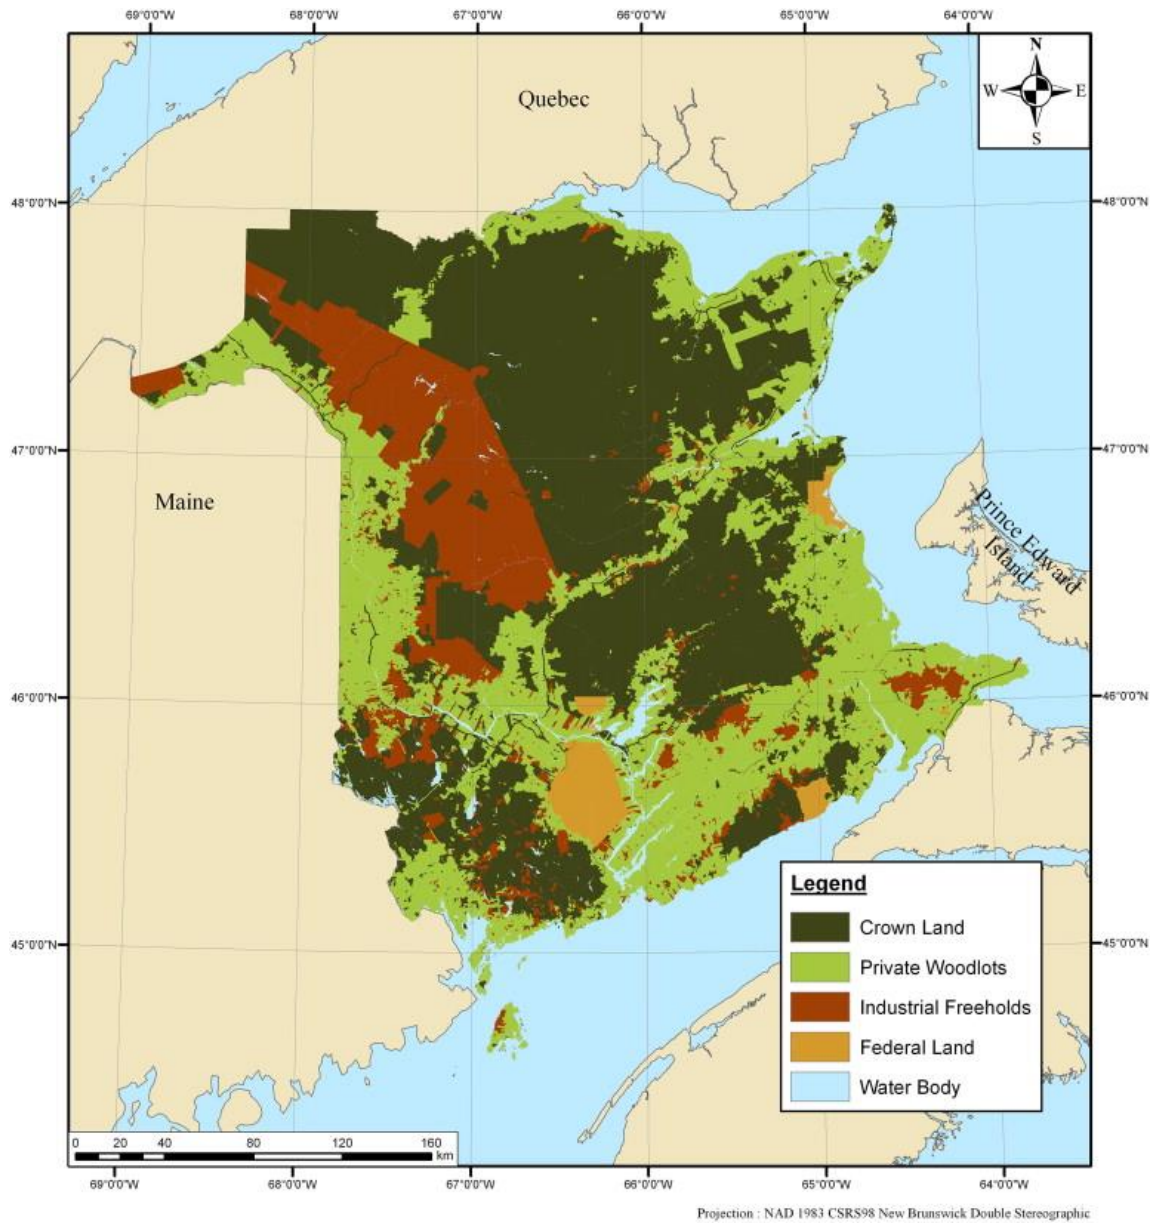 69°0'0"W 68°0'0"W 67°0'0"W 66°0'0"W 65°0'0"W 64°0'0"W
N
W E
S
Quebec
48°0'0"N 48°0'0"N
47°0'0"N 47°0'0"N
Maine
Prince Edward
Island
46°0'0"N 46°0'0"N
Legend
Crown Land
45°0'0"N 45°0'0"N
Private Woodlots
Industrial Freeholds
Federal Land
Water Body
0 20 40 80 120 160
km
69°0'0"W 68°0'0"W 67°0'0"W 66°0'0"W 65°0'0"W 64°0'0"W
Projection : NAD 1983 CSRS98 New Brunswick Double Stereographic